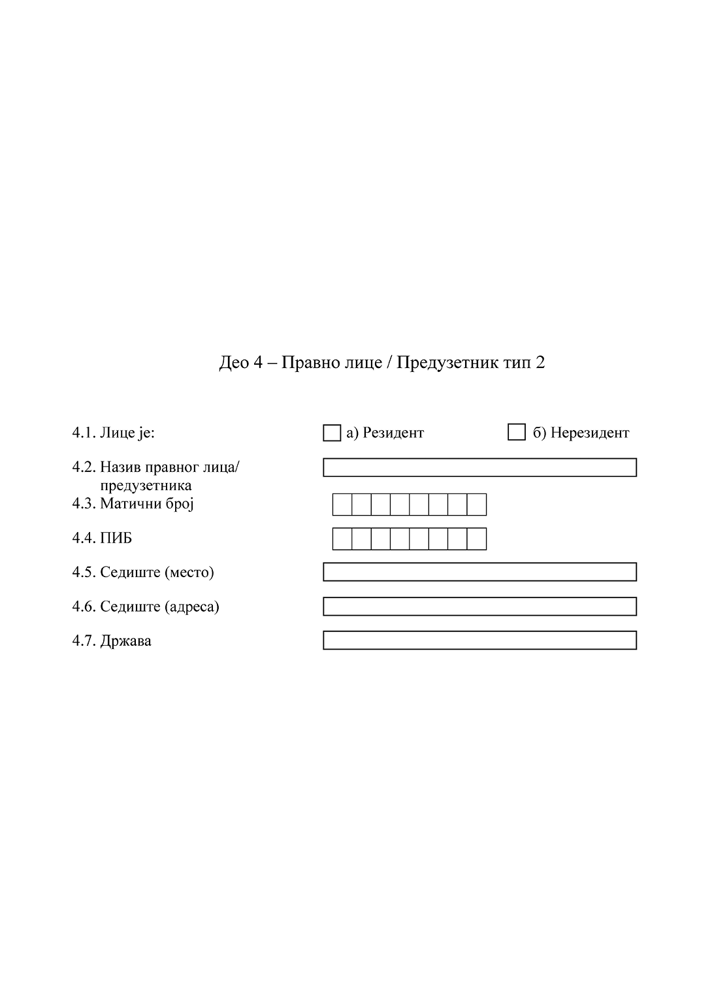 Део 4 – Правно лице / Предузетник тип 2
4.1. Лице је:	а) Резидент	б) Нерезидент
4.2. Назив правног лица/
предузетника
4.3. Матични број
4.4. ПИБ
4.5. Седиште (место)
4.6. Седиште (адреса)
4.7. Држава